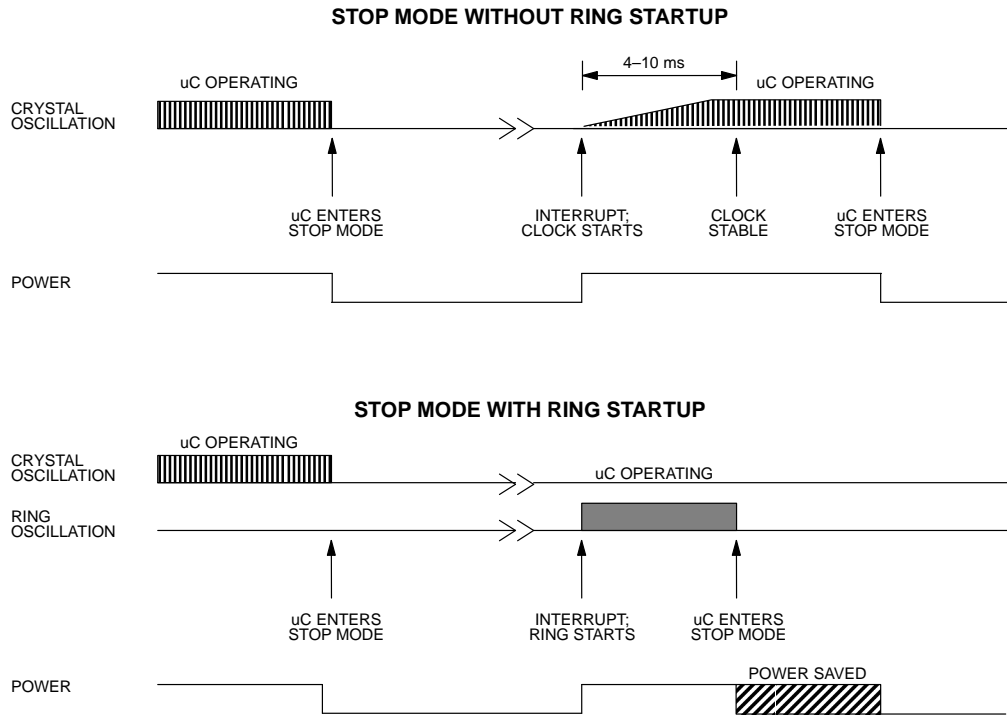 STOP MODE WITHOUT RING STARTUP
4–10 ms
uC OPERATING
uC OPERATING
CRYSTAL
OSCILLATION
uC ENTERS
STOP MODE
INTERRUPT;
CLOCK STARTS
CLOCK
STABLE
uC ENTERS
STOP MODE
POWER
STOP MODE WITH RING STARTUP
uC OPERATING
CRYSTAL
OSCILLATION
uC OPERATING
RING
OSCILLATION
uC ENTERS
STOP MODE
INTERRUPT;
RING STARTS
uC ENTERS
STOP MODE
POWER SAVED
POWER